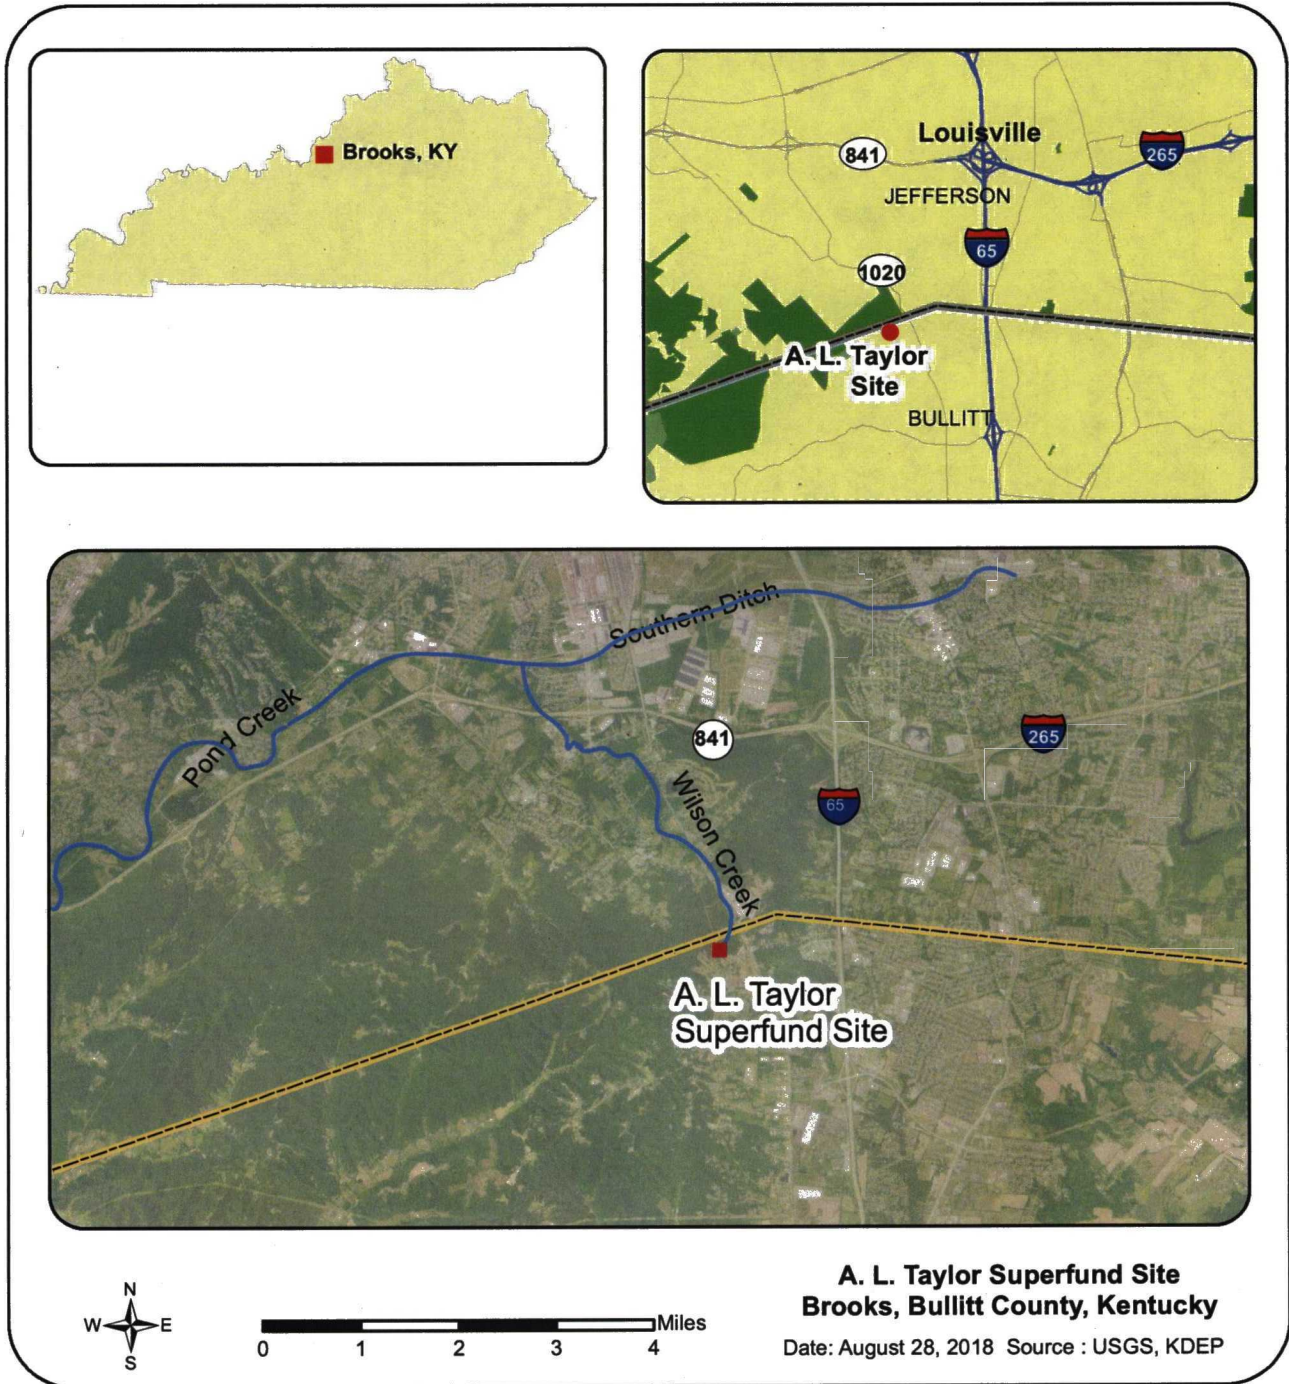 Brooks, KY
Louisville
841
265
JEFFERSON
65
1020
A. L. Taylor
Site
BULLITT
Southern Ditch
Pond Creek
841
265
65
Wilson Creek
A. L. Taylor
Superfund Site
N
W E
S
Miles
0 1 2 3 4
A. L. Taylor Superfund Site
Brooks, Bullitt County, Kentucky
Date: August 28, 2018 Source : USGS, KDEP